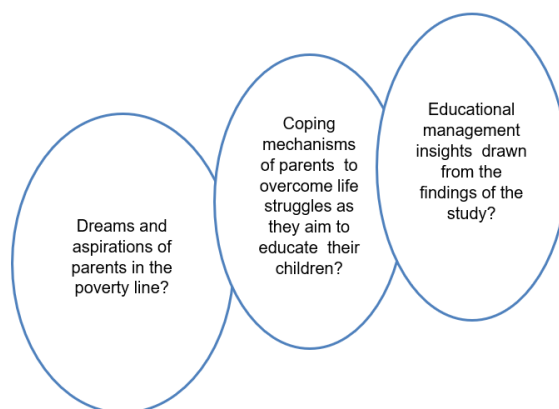 Dreams and
aspirations of
parents in the
poverty line?
Coping
mechanisms
of parents to
overcome life
struggles as
they aim to
educate their
children?
Educational
management
insights drawn
from the
findings of the
study?